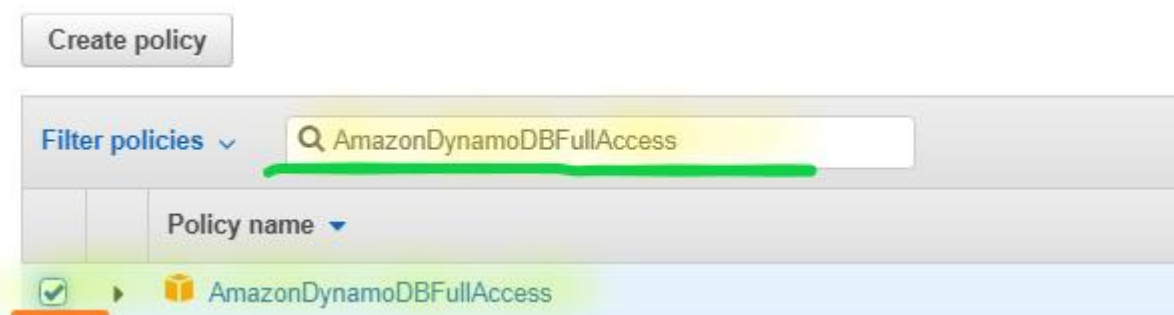 Create policy
Filter policies AmazonDynamoDBFullAccess
Policy name
AmazonDynamoDBFullAccess